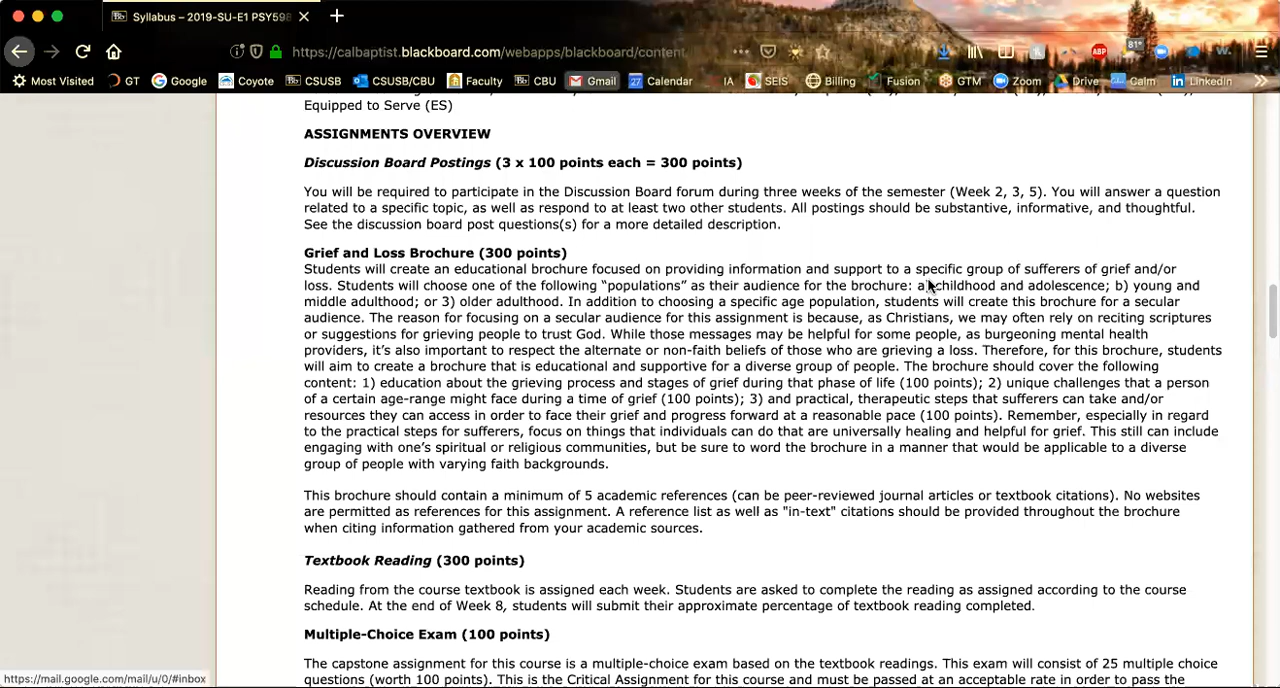 Syllabus – 2019-SU-E1 PSY598
https://calbaptist.blackboard.com/webapps/blackboard/content
ABP
81°
W.
Most Visited GT Google Coyote Bb CSUSB CSUSB/CBU Faculty Bb CBU Gmail 27 Calendar IA SEIS Billing Fusion GTM Zoom Drive Calm LinkedIn
Equipped to Serve (ES)
ASSIGNMENTS OVERVIEW
Discussion Board Postings (3 x 100 points each = 300 points)
You will be required to participate in the Discussion Board forum during three weeks of the semester (Week 2, 3, 5). You will answer a question
related to a specific topic, as well as respond to at least two other students. All postings should be substantive, informative, and thoughtful.
See the discussion board post questions(s) for a more detailed description.
Grief and Loss Brochure (300 points)
Students will create an educational brochure focused on providing information and support to a specific group of sufferers of grief and/or
loss. Students will choose one of the following “populations” as their audience for the brochure: a) childhood and adolescence; b) young and
middle adulthood; or 3) older adulthood. In addition to choosing a specific age population, students will create this brochure for a secular
audience. The reason for focusing on a secular audience for this assignment is because, as Christians, we may often rely on reciting scriptures
or suggestions for grieving people to trust God. While those messages may be helpful for some people, as burgeoning mental health
providers, it’s also important to respect the alternate or non-faith beliefs of those who are grieving a loss. Therefore, for this brochure, students
will aim to create a brochure that is educational and supportive for a diverse group of people. The brochure should cover the following
content: 1) education about the grieving process and stages of grief during that phase of life (100 points); 2) unique challenges that a person
of a certain age-range might face during a time of grief (100 points); 3) and practical, therapeutic steps that sufferers can take and/or
resources they can access in order to face their grief and progress forward at a reasonable pace (100 points). Remember, especially in regard
to the practical steps for sufferers, focus on things that individuals can do that are universally healing and helpful for grief. This still can include
engaging with one’s spiritual or religious communities, but be sure to word the brochure in a manner that would be applicable to a diverse
group of people with varying faith backgrounds.
This brochure should contain a minimum of 5 academic references (can be peer-reviewed journal articles or textbook citations). No websites
are permitted as references for this assignment. A reference list as well as "in-text" citations should be provided throughout the brochure
when citing information gathered from your academic sources.
Textbook Reading (300 points)
Reading from the course textbook is assigned each week. Students are asked to complete the reading as assigned according to the course
schedule. At the end of Week 8, students will submit their approximate percentage of textbook reading completed.
Multiple-Choice Exam (100 points)
The capstone assignment for this course is a multiple-choice exam based on the textbook readings. This exam will consist of 25 multiple choice
questions (worth 100 points). This is the Critical Assignment for this course and must be passed at an acceptable rate in order to pass the
https://mail.google.com/mail/u/0/#inbox